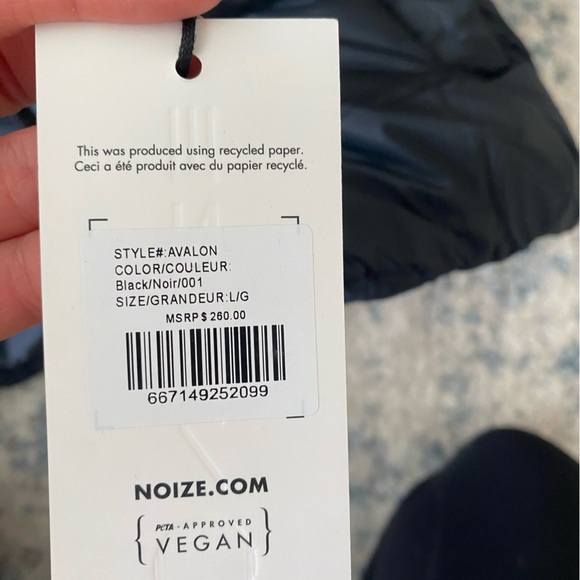 This was produced using recycled paper.
Ceci a été produit avec du papier recyclé.
STYLE#:AVALON
COLOR/COULEUR:
Black/Noir/001
SIZE/GRANDEUR:L/G
MSRP $ 260.00
667149252099
NOIZE.COM
PETA - APPROVED
VEGAN